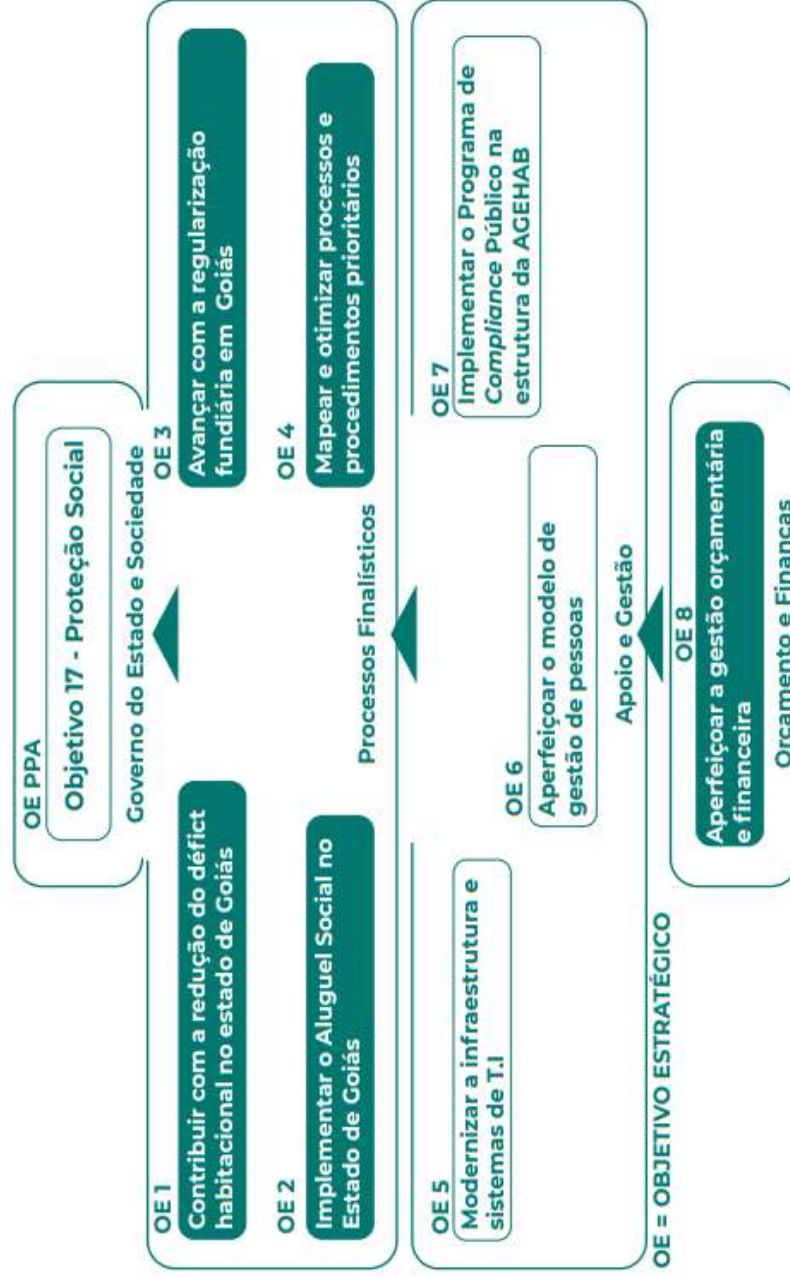 OE PPA
Objetivo 17 - Proteção Social
Governo do Estado e Sociedade
OE 1
Contribuir com a redução do défict
habitacional no estado de Goiás
OE 3
Avançar com a regularização
fundiária em Goiás
OE 2
Implementar o Aluguel Social no
Estado de Goiás
OE 4
Mapear e otimizar processos e
procedimentos prioritários
Processos Finalísticos
OE 5
Modernizar a infraestrutura e
sistemas de T.I
OE 6
Aperfeiçoar o modelo de
gestão de pessoas
OE 7
Implementar o Programa de
Compliance Público na
estrutura da AGEHAB
Apoio e Gestão
OE = OBJETIVO ESTRATÉGICO
OE 8
Aperfeiçoar a gestão orçamentária
e financeira
Orçamento e Finanças